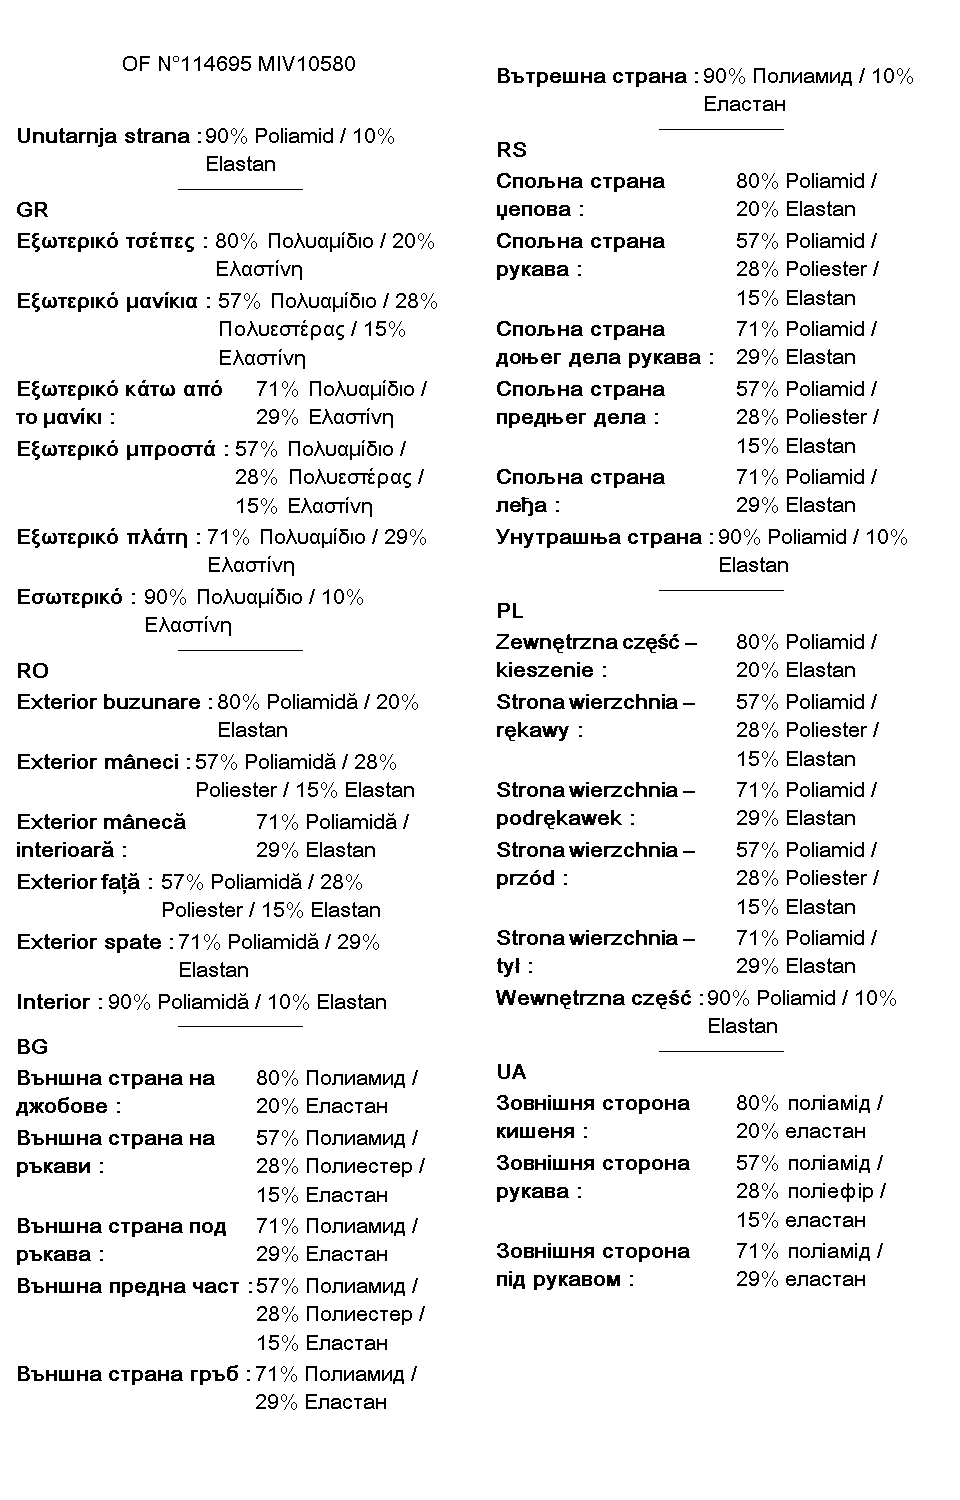 OF N°114695 MIV10580
Unutarnja strana : 90% Poliamid / 10%
Elastan
GR
Εξωτερικό τσέπες : 80% Πολυαμίδιο / 20%
Ελαστίνη
Εξωτερικό μανίκια : 57% Πολυαμίδιο / 28%
Πολυεστέρας / 15%
Ελαστίνη
Εξωτερικό κάτω από 71% Πολυαμίδιο /
το μανίκι : 29% Ελαστίνη
Εξωτερικό μπροστά : 57% Πολυαμίδιο /
28% Πολυεστέρας /
15% Ελαστίνη
Εξωτερικό πλάτη : 71% Πολυαμίδιο / 29%
Ελαστίνη
Εσωτερικό : 90% Πολυαμίδιο / 10%
Ελαστίνη
RO
Exterior buzunare : 80% Poliamidă / 20%
Elastan
Exterior mâneci : 57% Poliamidă / 28%
Poliester / 15% Elastan
Exterior mânecă 71% Poliamidă /
interioară : 29% Elastan
Exterior față : 57% Poliamidă / 28%
Poliester / 15% Elastan
Exterior spate : 71% Poliamidă / 29%
Elastan
Interior : 90% Poliamidă / 10% Elastan
BG
Външна страна на 80% Полиамид /
джобове : 20% Еластан
Външна страна на 57% Полиамид /
ръкави : 28% Полиестер /
15% Еластан
Външна страна под 71% Полиамид /
ръкава : 29% Еластан
Външна предна част : 57% Полиамид /
28% Полиестер /
15% Еластан
Външна страна гръб : 71% Полиамид /
29% Еластан
Вътрешна страна : 90% Полиамид / 10%
Еластан
RS
Спољна страна 80% Poliamid /
џепова : 20% Elastan
Спољна страна 57% Poliamid /
рукава : 28% Poliester /
15% Elastan
Спољна страна 71% Poliamid /
доњег дела рукава : 29% Elastan
Спољна страна 57% Poliamid /
предњег дела : 28% Poliester /
15% Elastan
Спољна страна 71% Poliamid /
леђа : 29% Elastan
Унутрашња страна : 90% Poliamid / 10%
Elastan
PL
Zewnętrzna część – 80% Poliamid /
kieszenie : 20% Elastan
Strona wierzchnia – 57% Poliamid /
rękawy : 28% Poliester /
15% Elastan
Strona wierzchnia – 71% Poliamid /
podrękawek : 29% Elastan
Strona wierzchnia – 57% Poliamid /
przód : 28% Poliester /
15% Elastan
Strona wierzchnia – 71% Poliamid /
tył : 29% Elastan
Wewnętrzna część : 90% Poliamid / 10%
Elastan
UA
Зовнішня сторона 80% поліамід /
кишеня : 20% еластан
Зовнішня сторона 57% поліамід /
рукава : 28% поліефір /
15% еластан
Зовнішня сторона 71% поліамід /
під рукавом : 29% еластан